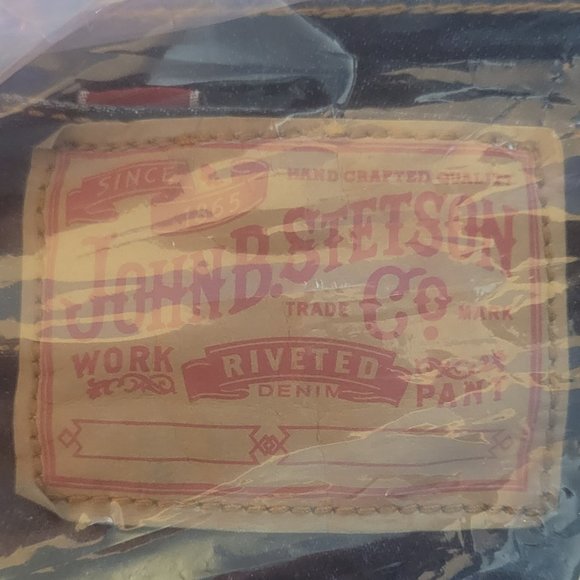 SINCE 1865
HAND CRAFTED QUALITY
JOHN B. STETSON
TRADE Co. MARK
WORK RIVETED PANT
DENIM